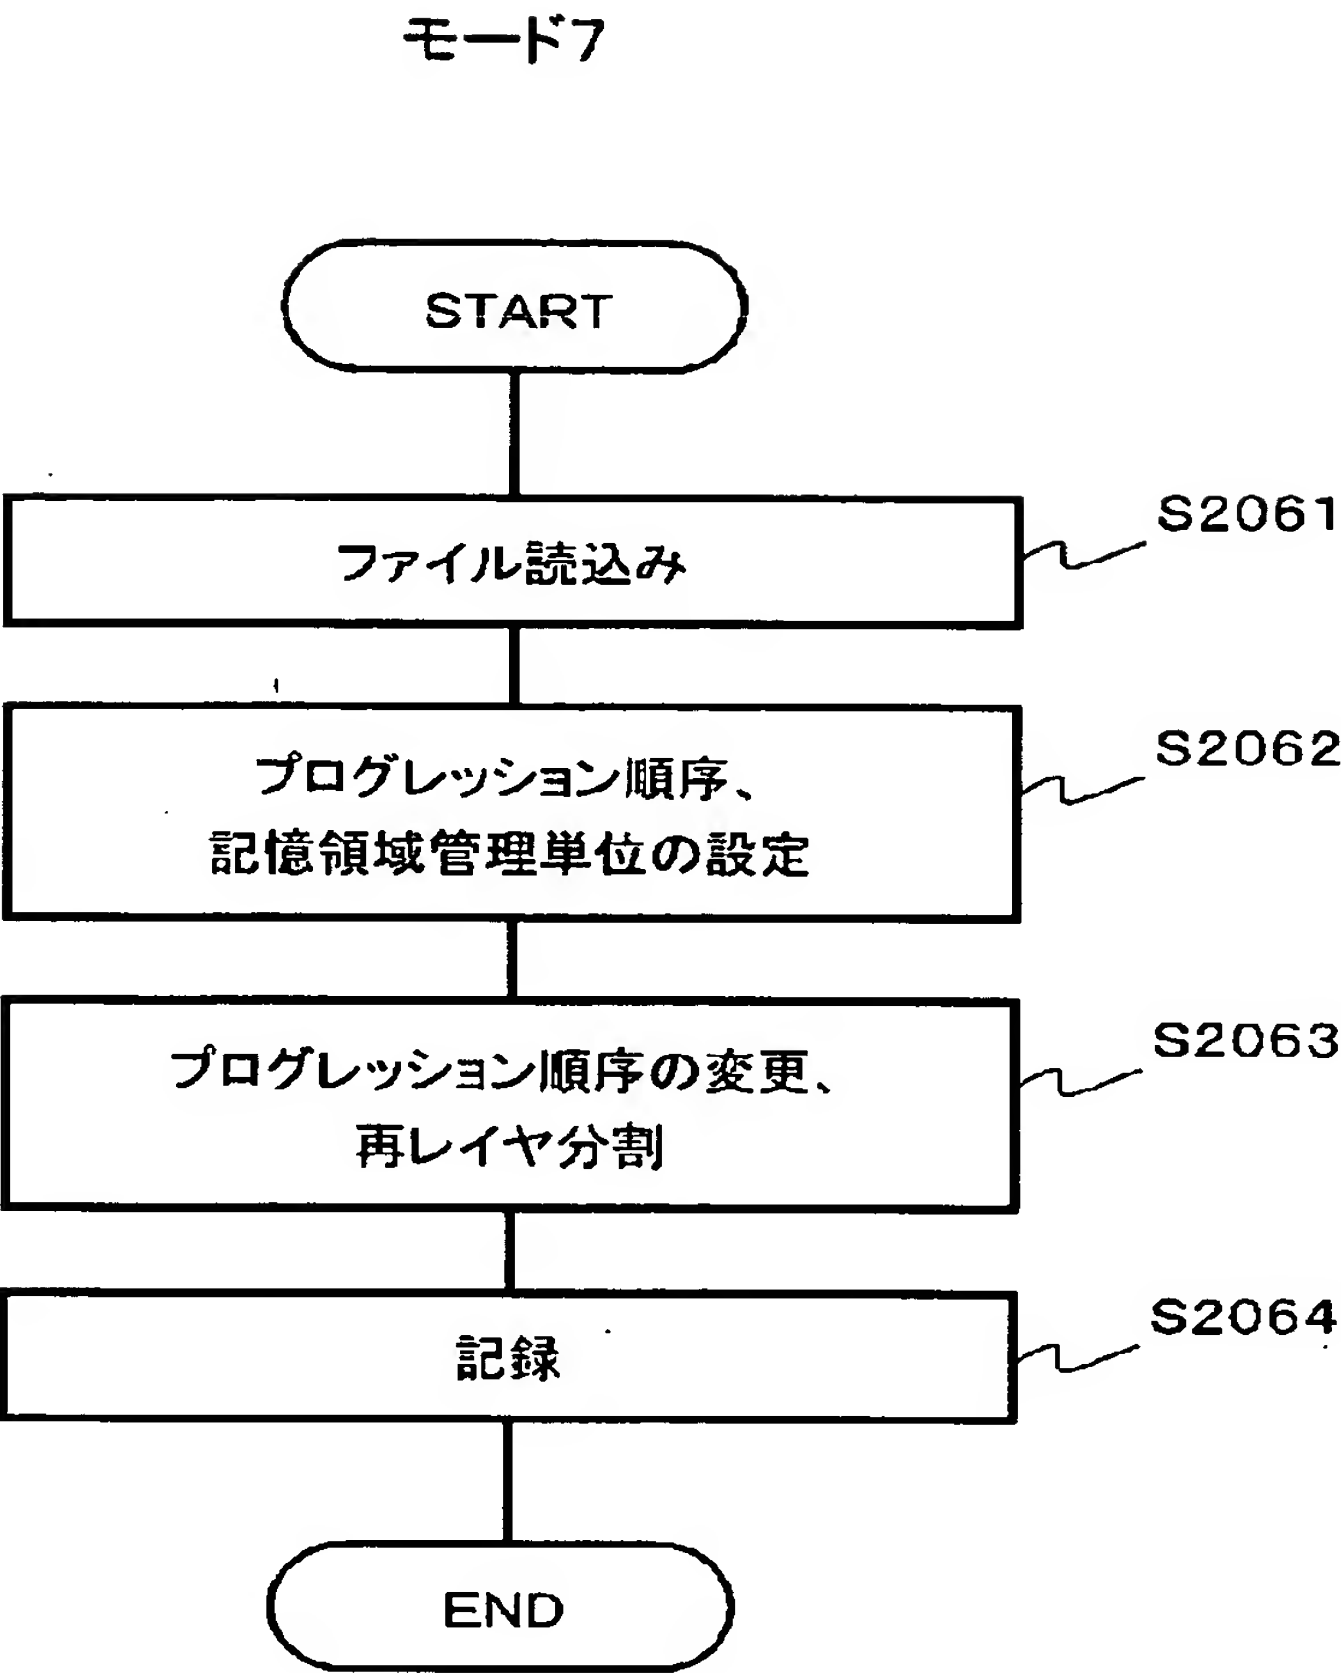 モード7
START
ファイル読込み
S2061
プログレッション順序、
記憶領域管理単位の設定
S2062
プログレッション順序の変更、
再レイヤ分割
S2063
記録
S2064
END